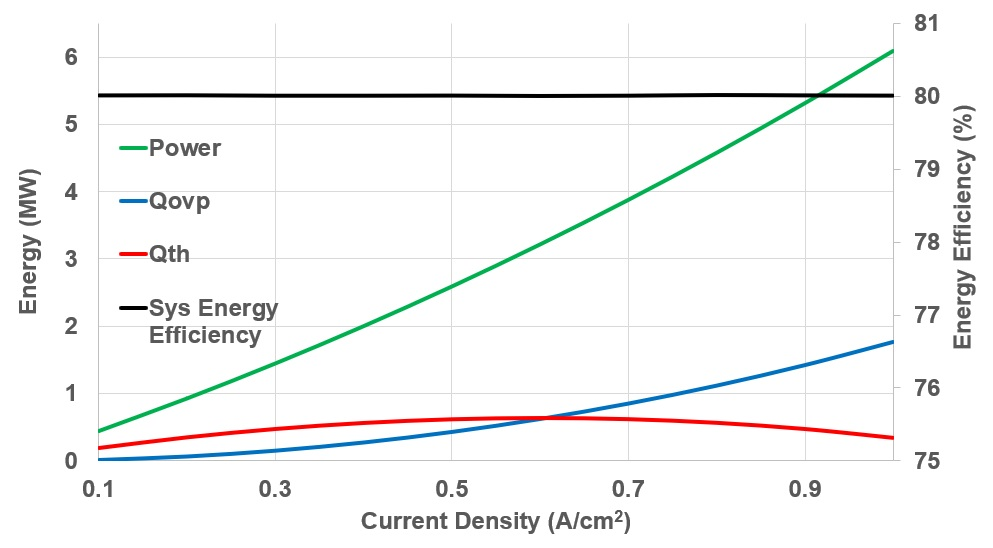 81
6
80
5
Power
79
4
Qovp
78
3
Qth
77
Sys Energy
2
Efficiency
1
76
0
75
0.1
0.3
0.5
0.7
0.9
Current Density (A/cm²)
Energy (MW)
Energy Efficiency (%)